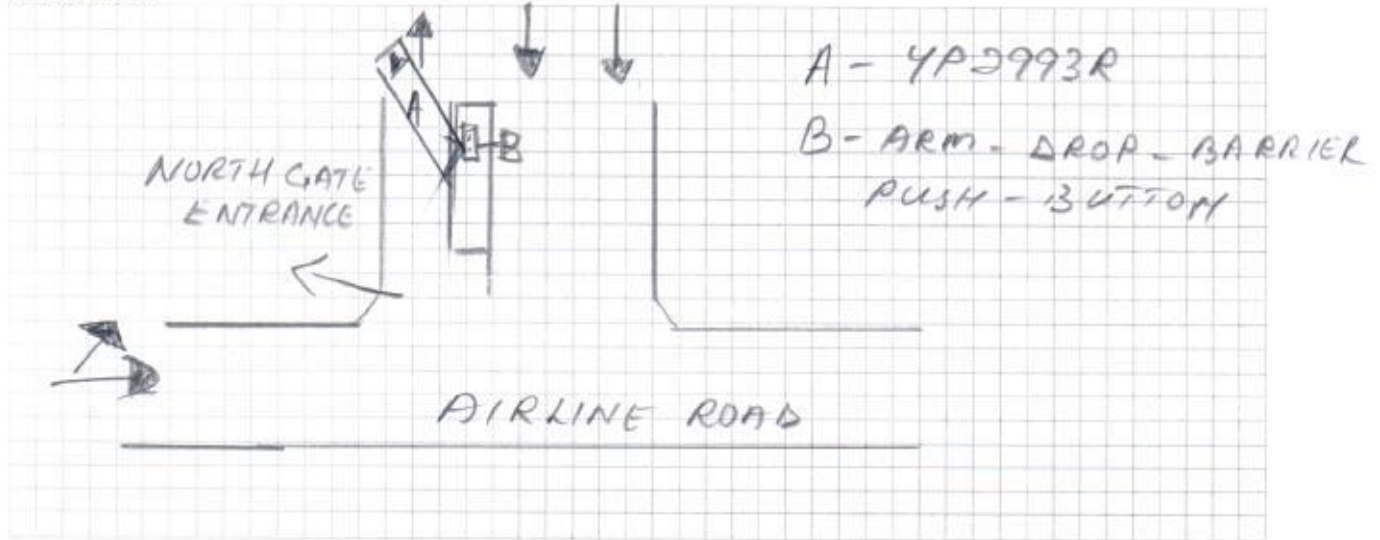 A - YP2993R
B - ARM - DROP - BARRIER
PUSH - BUTTON
A
B
NORTH GATE
ENTRANCE
AIRLINE ROAD